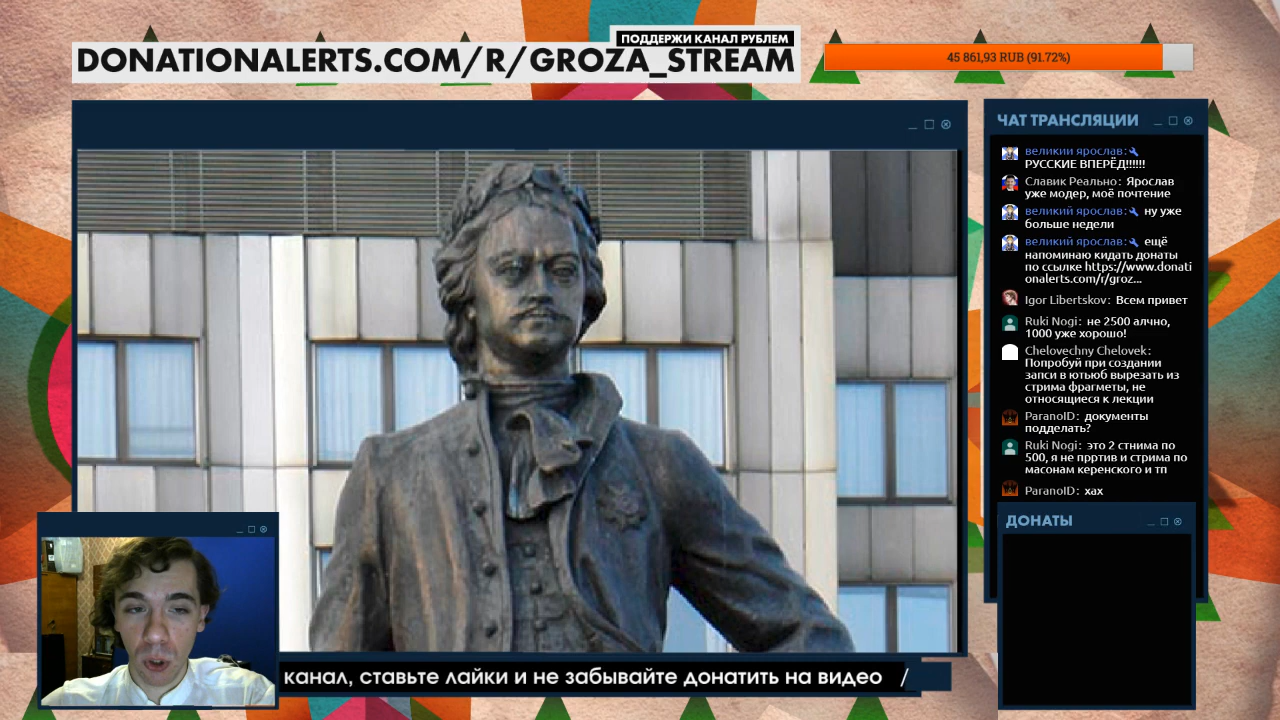 ПОДДЕРЖИ КАНАЛ РУБЛЕМ
DONATIONALERTS.COM/R/GROZA_STREAM
45 861,93 RUB (91.72%)
ЧАТ ТРАНСЛЯЦИИ
великий ярослав:
РУССКИЕ ВПЕРЁД!!!!!!
Славик Реально: Ярослав
уже модер, моё почтение
великий ярослав: ну уже
больше недели
великий ярослав: ещё
напоминаю кидать донаты
по ссылке https://www.donati
onalerts.com/r/groz...
Igor Libertskov: Всем привет
Ruki Nogi: не 2500 алчно,
1000 уже хорошо!
Chelovechny Chelovek:
Попробуй при создании
запси в ютьюб вырезать из
стрима фрагметы, не
относящиеся к лекции
ParanoID: документы
подделать?
Ruki Nogi: это 2 стнима по
500, я не прртив и стрима по
масонам керенского и тп
ParanoID: хах
ДОНАТЫ
канал, ставьте лайки и не забывайте донатить на видео /